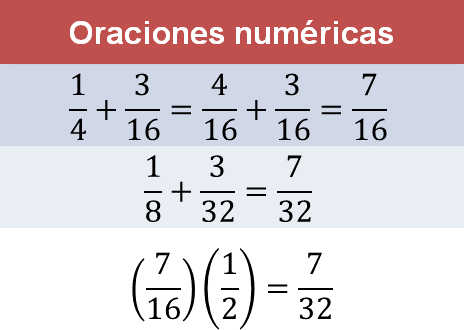 Oraciones numéricas
1/4 + 3/16 = 4/16 + 3/16 = 7/16
1/8 + 3/32 = 7/32
(7/16)(1/2) = 7/32